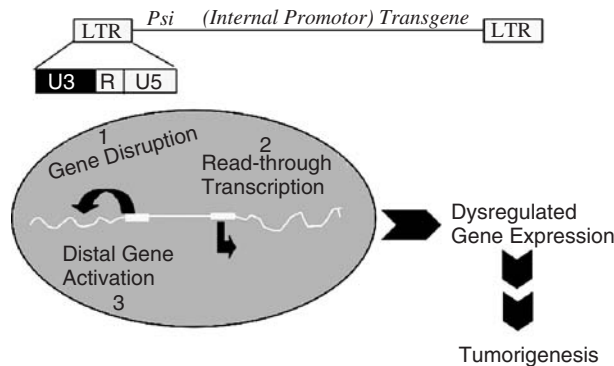 LTR
Psi (Internal Promotor) Transgene
LTR
U3 R U5
1
Gene Disruption
2
Read-through
Transcription
Distal Gene
Activation
3
Dysregulated
Gene Expression
Tumorigenesis